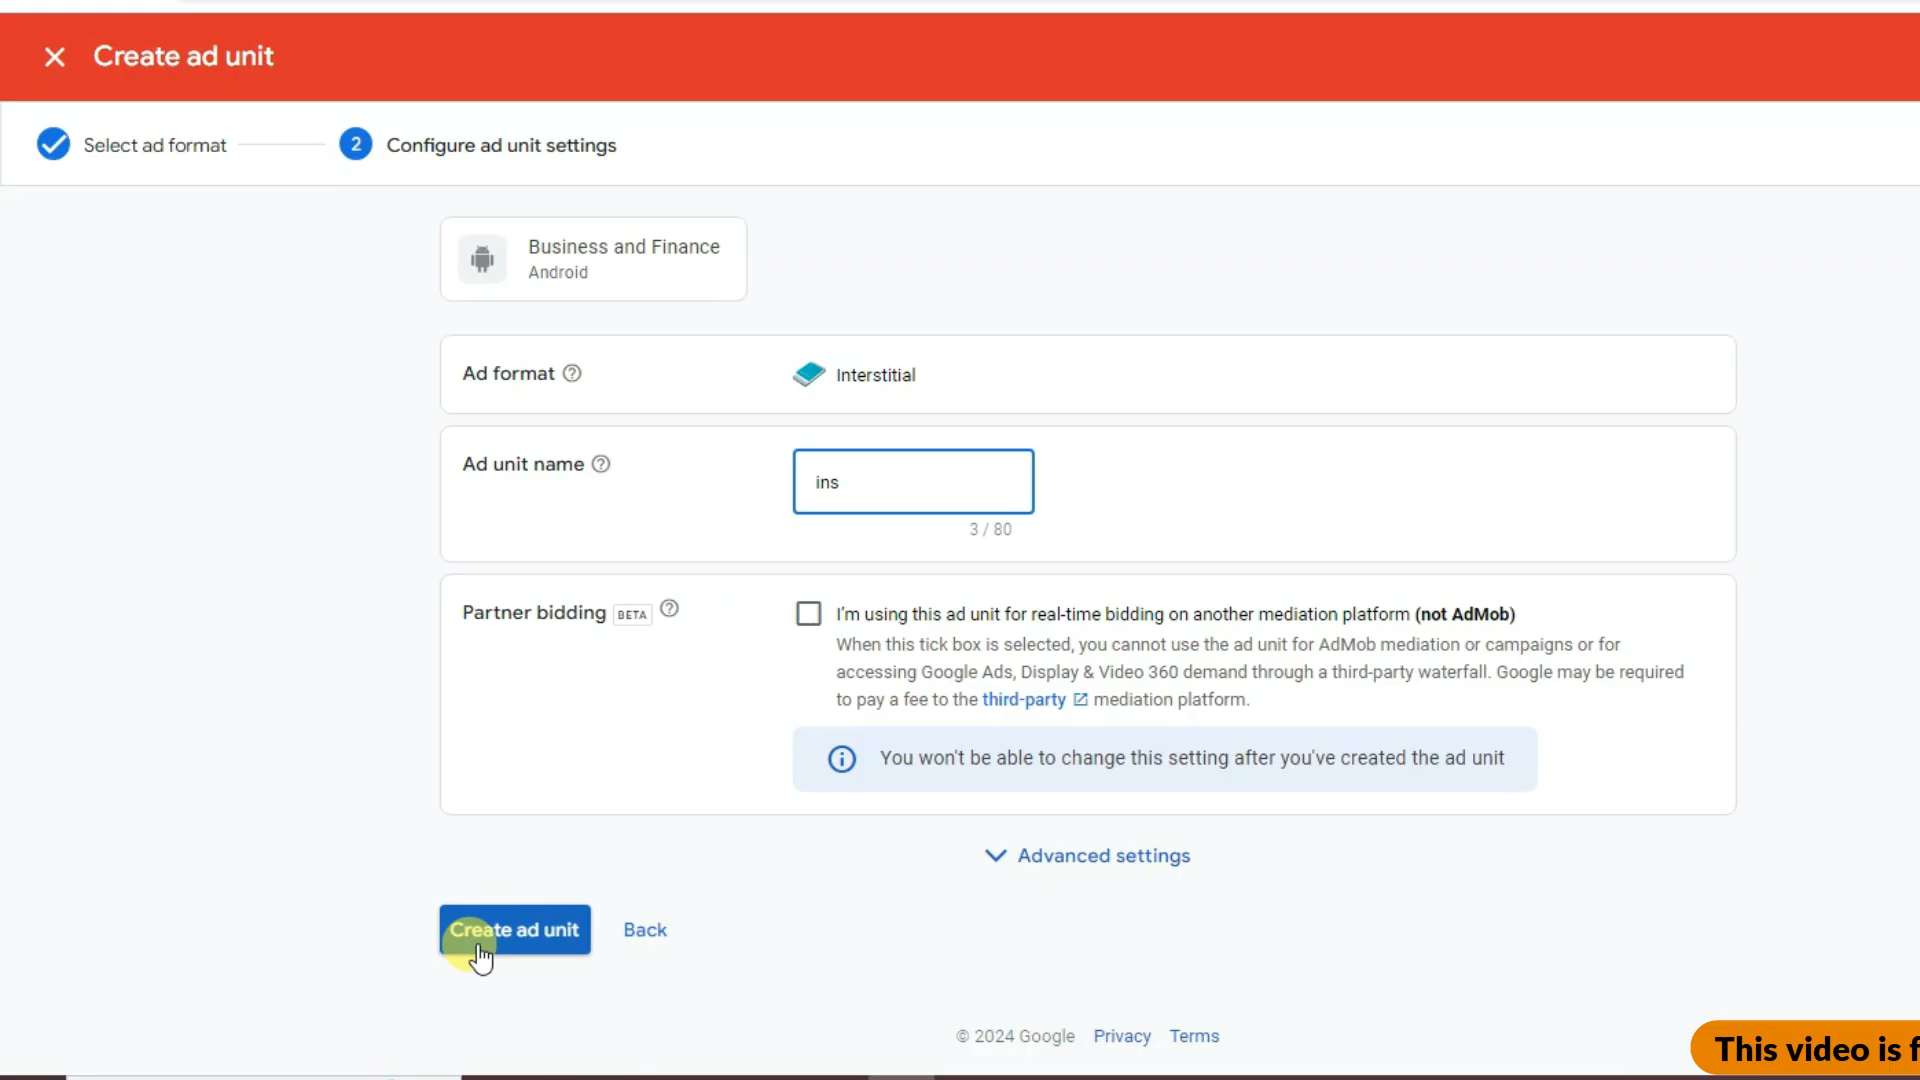 Create ad unit
Select ad format
2 Configure ad unit settings
Business and Finance
Android
Ad format
Interstitial
Ad unit name
ins
3 / 80
Partner bidding BETA
I'm using this ad unit for real-time bidding on another mediation platform (not AdMob)
When this tick box is selected, you cannot use the ad unit for AdMob mediation or campaigns or for
accessing Google Ads, Display & Video 360 demand through a third-party waterfall. Google may be required
to pay a fee to the third-party mediation platform.
You won't be able to change this setting after you've created the ad unit
Advanced settings
Create ad unit
Back
© 2024 Google Privacy Terms
This video is f